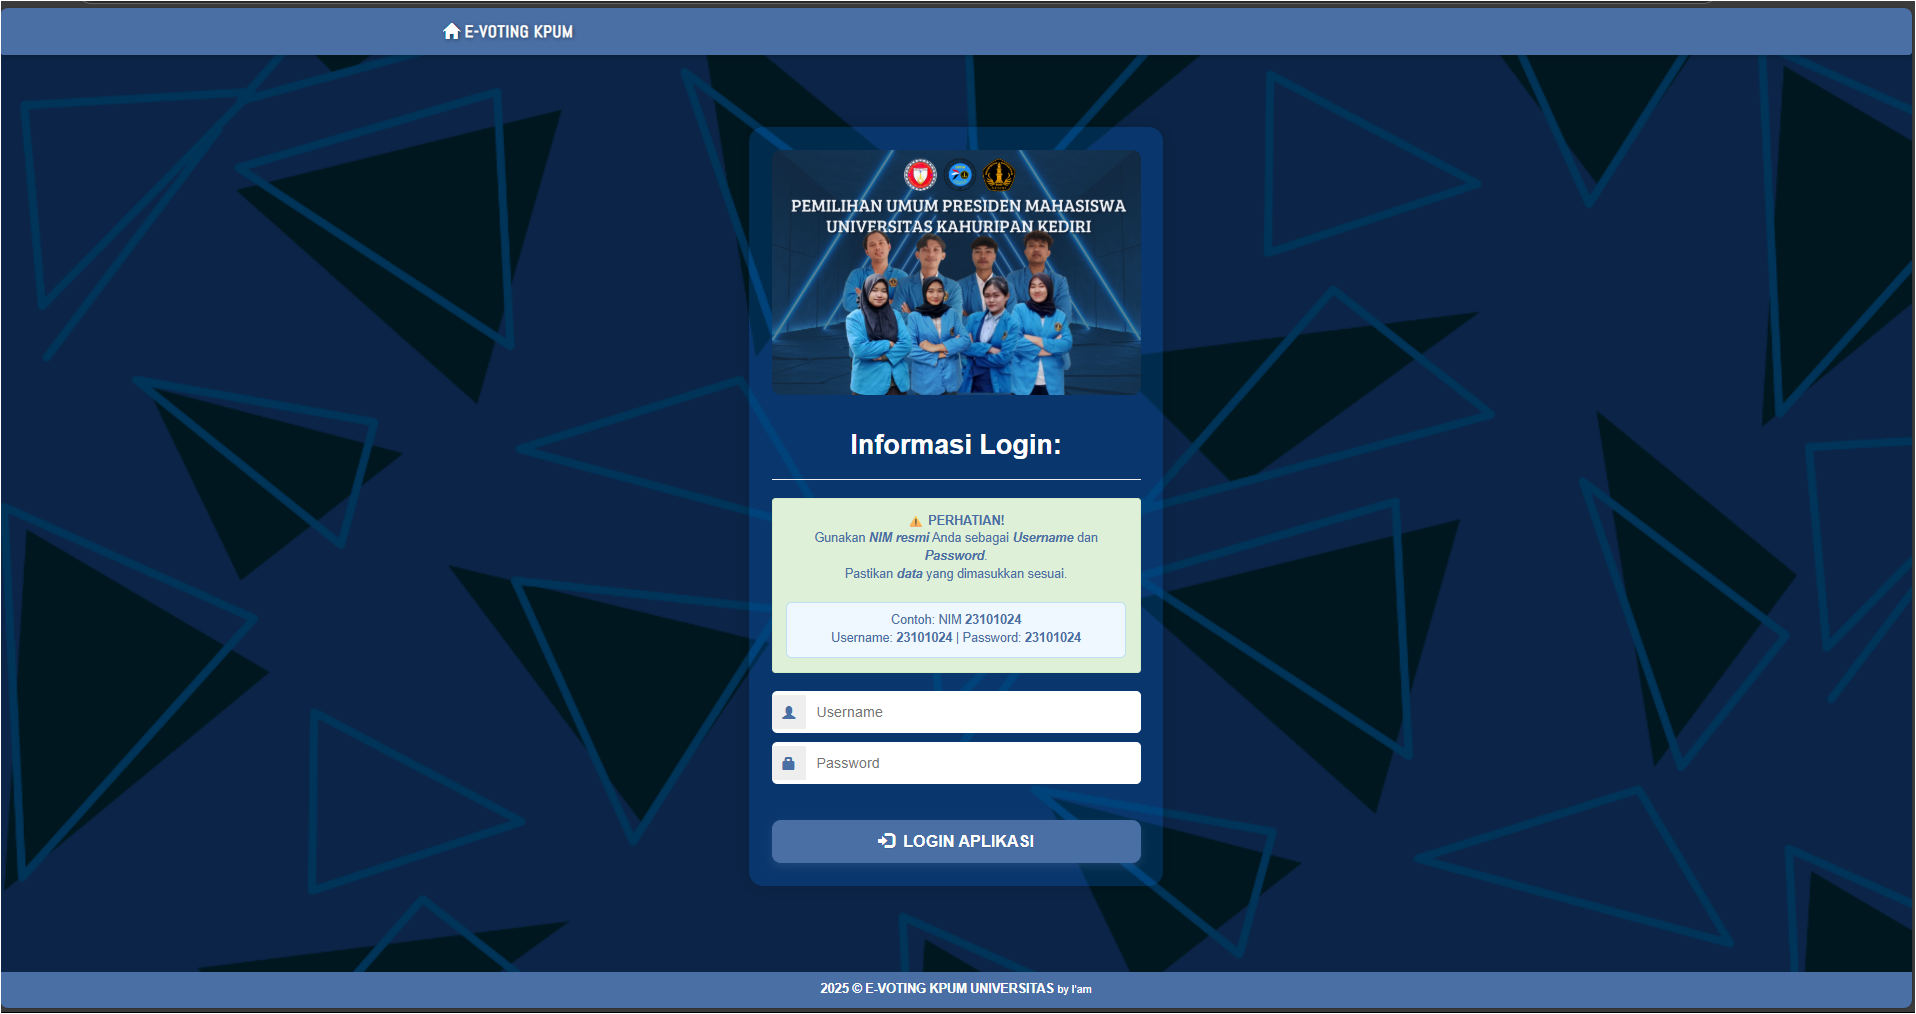 E-VOTING KPUM
PEMILIHAN UMUM PRESIDEN MAHASISWA
UNIVERSITAS KAHURIPAN KEDIRI
Informasi Login:
⚠ PERHATIAN!
Gunakan NIM resmi Anda sebagai Username dan
Password.
Pastikan data yang dimasukkan sesuai.
Contoh: NIM 23101024
Username: 23101024 | Password: 23101024
Username
Password
LOGIN APLIKASI
2025 © E-VOTING KPUM UNIVERSITAS by I'am